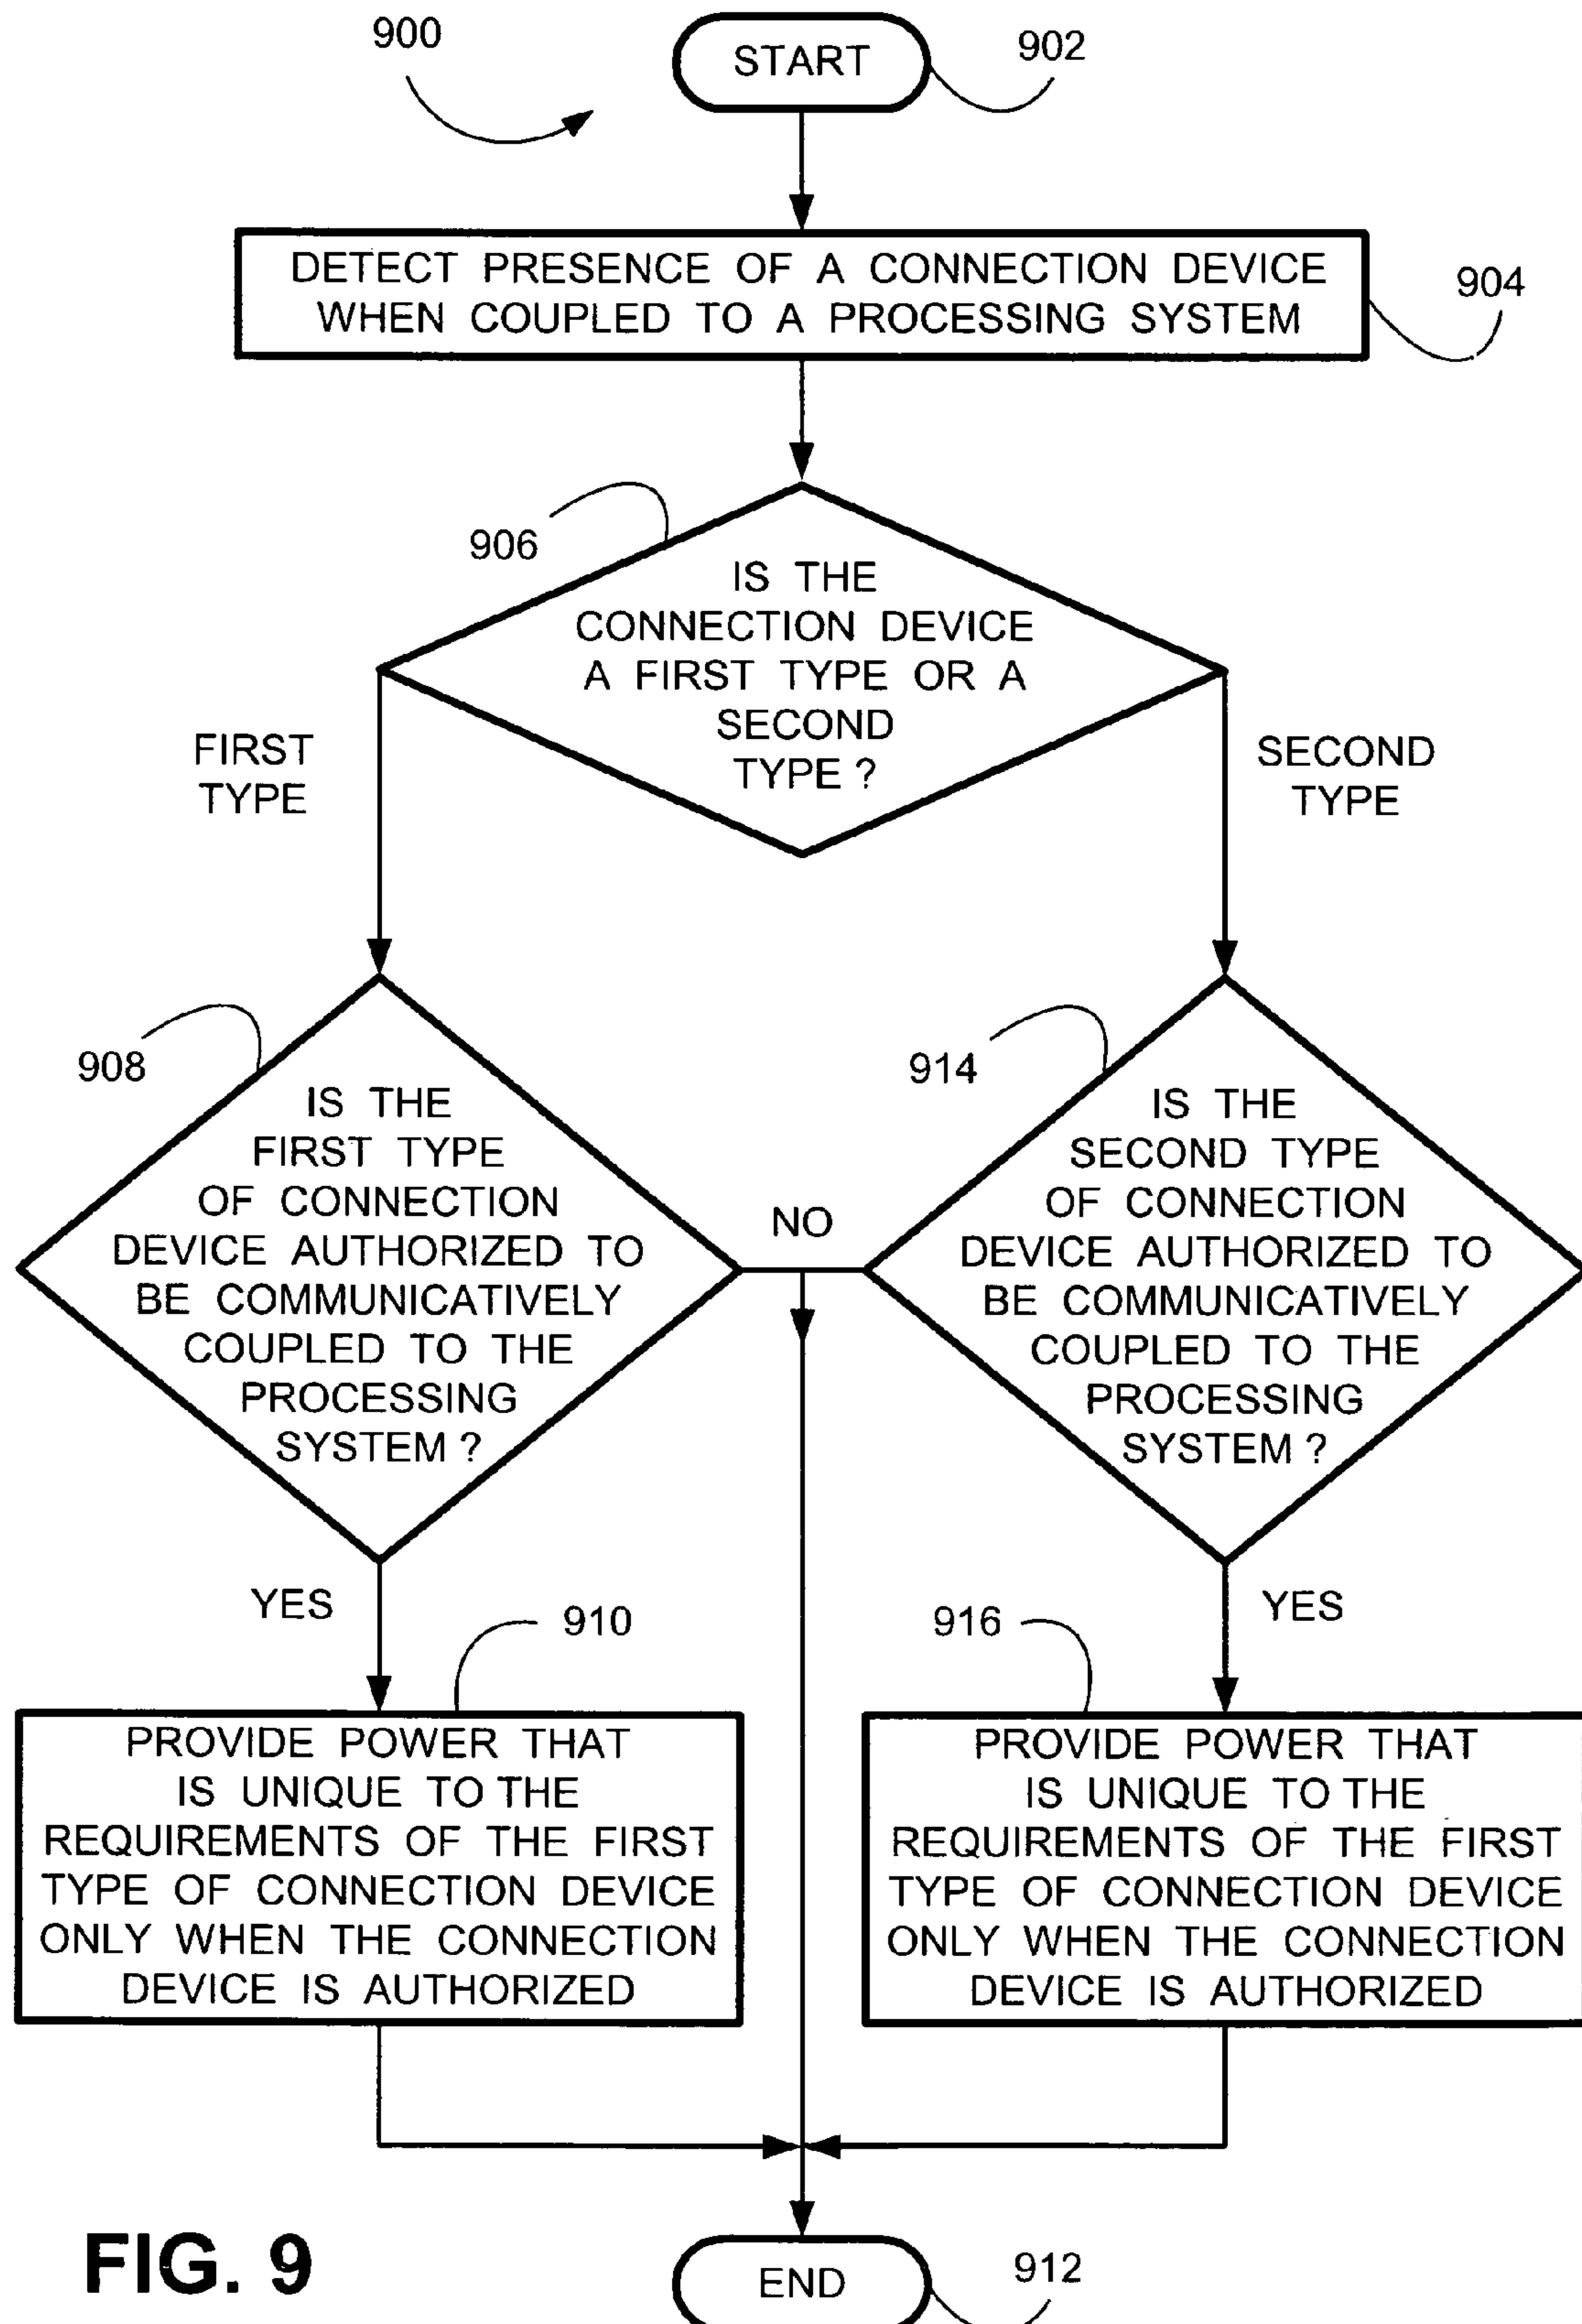 900
START
902
DETECT PRESENCE OF A CONNECTION DEVICE
WHEN COUPLED TO A PROCESSING SYSTEM
904
906
IS THE
CONNECTION DEVICE
A FIRST TYPE OR A
SECOND
TYPE ?
FIRST
TYPE
SECOND
TYPE
908
IS THE
FIRST TYPE
OF CONNECTION
DEVICE AUTHORIZED TO
BE COMMUNICATIVELY
COUPLED TO THE
PROCESSING
SYSTEM ?
NO
914
IS THE
SECOND TYPE
OF CONNECTION
DEVICE AUTHORIZED TO
BE COMMUNICATIVELY
COUPLED TO THE
PROCESSING
SYSTEM ?
YES
910
916
YES
PROVIDE POWER THAT
IS UNIQUE TO THE
REQUIREMENTS OF THE FIRST
TYPE OF CONNECTION DEVICE
ONLY WHEN THE CONNECTION
DEVICE IS AUTHORIZED
PROVIDE POWER THAT
IS UNIQUE TO THE
REQUIREMENTS OF THE FIRST
TYPE OF CONNECTION DEVICE
ONLY WHEN THE CONNECTION
DEVICE IS AUTHORIZED
FIG. 9
END
912